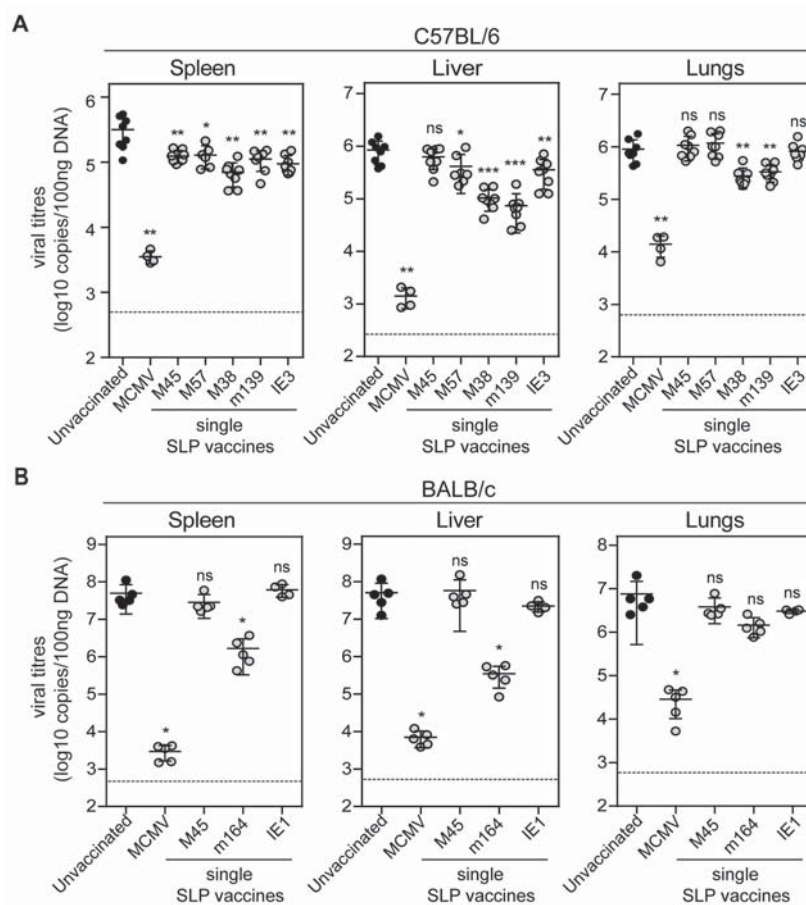 A
C57BL/6
Spleen
Liver
Lungs
viral titres
(log10 copies/100ng DNA)
6
5
4
3
2
** * ** ** **
**
7
6
5
4
3
2
ns * *** *** **
**
7
6
5
4
3
2
ns ns ** ** ns
**
Unvaccinated
MCMV
M45
M57
M38
m139
IE3
single
SLP vaccines
Unvaccinated
MCMV
M45
M57
M38
m139
IE3
single
SLP vaccines
Unvaccinated
MCMV
M45
M57
M38
m139
IE3
single
SLP vaccines
B
BALB/c
Spleen
Liver
Lungs
viral titres
(log10 copies/100ng DNA)
9
8
7
6
5
4
3
2
ns * ns
*
9
8
7
6
5
4
3
2
ns * ns
*
8
7
6
5
4
3
2
ns ns ns
*
Unvaccinated
MCMV
M45
m164
IE1
single
SLP vaccines
Unvaccinated
MCMV
M45
m164
IE1
single
SLP vaccines
Unvaccinated
MCMV
M45
m164
IE1
single
SLP vaccines